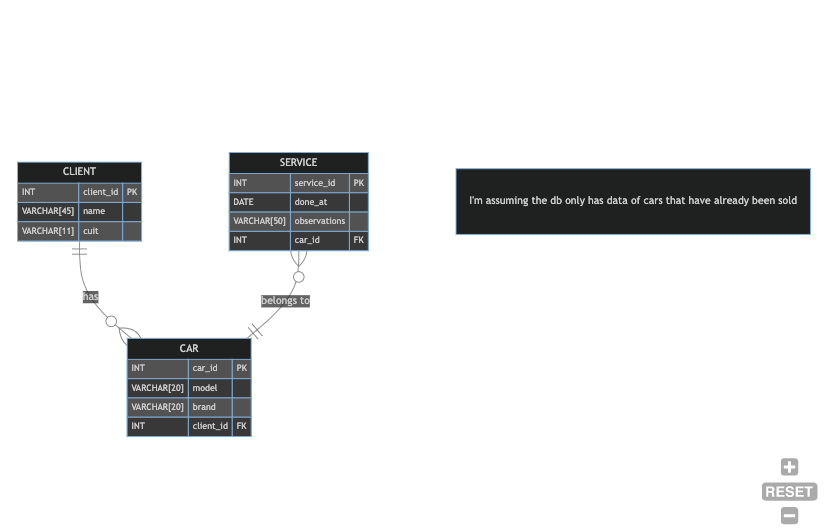 CLIENT
INT client_id PK
VARCHAR[45] name
VARCHAR[11] cuit
SERVICE
INT service_id PK
DATE done_at
VARCHAR[50] observations
INT car_id FK
I'm assuming the db only has data of cars that have already been sold
has
belongs to
CAR
INT car_id PK
VARCHAR[20] model
VARCHAR[20] brand
INT client_id FK
RESET